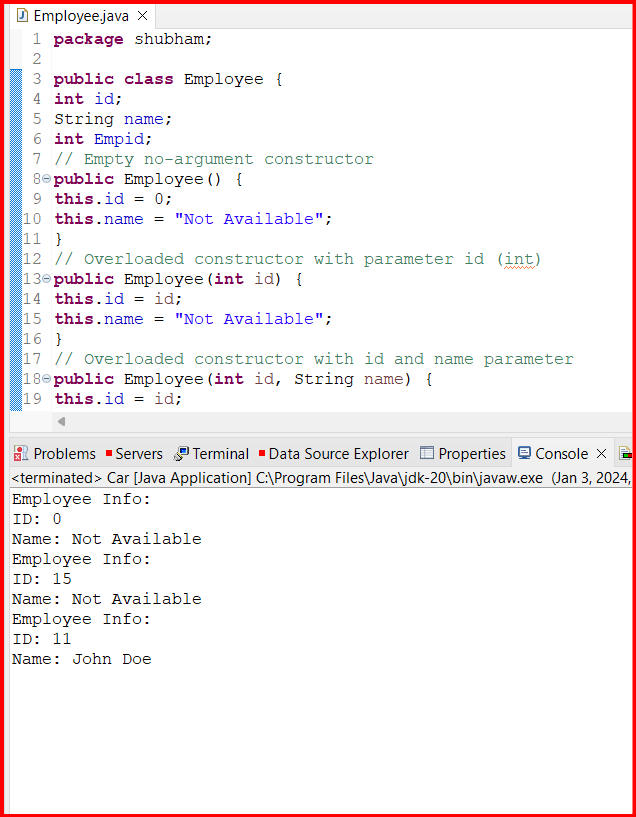 Employee.java
1 package shubham;
2
3 public class Employee {
4 int id;
5 String name;
6 int Empid;
7 // Empty no-argument constructor
8 public Employee() {
9 this.id = 0;
10 this.name = "Not Available";
11 }
12 // Overloaded constructor with parameter id (int)
13 public Employee(int id) {
14 this.id = id;
15 this.name = "Not Available";
16 }
17 // Overloaded constructor with id and name parameter
18 public Employee(int id, String name) {
19 this.id = id;
Problems Servers Terminal Data Source Explorer Properties Console
<terminated> Car [Java Application] C:\Program Files\Java\jdk-20\bin\javaw.exe (Jan 3, 2024,
Employee Info:
ID: 0
Name: Not Available
Employee Info:
ID: 15
Name: Not Available
Employee Info:
ID: 11
Name: John Doe